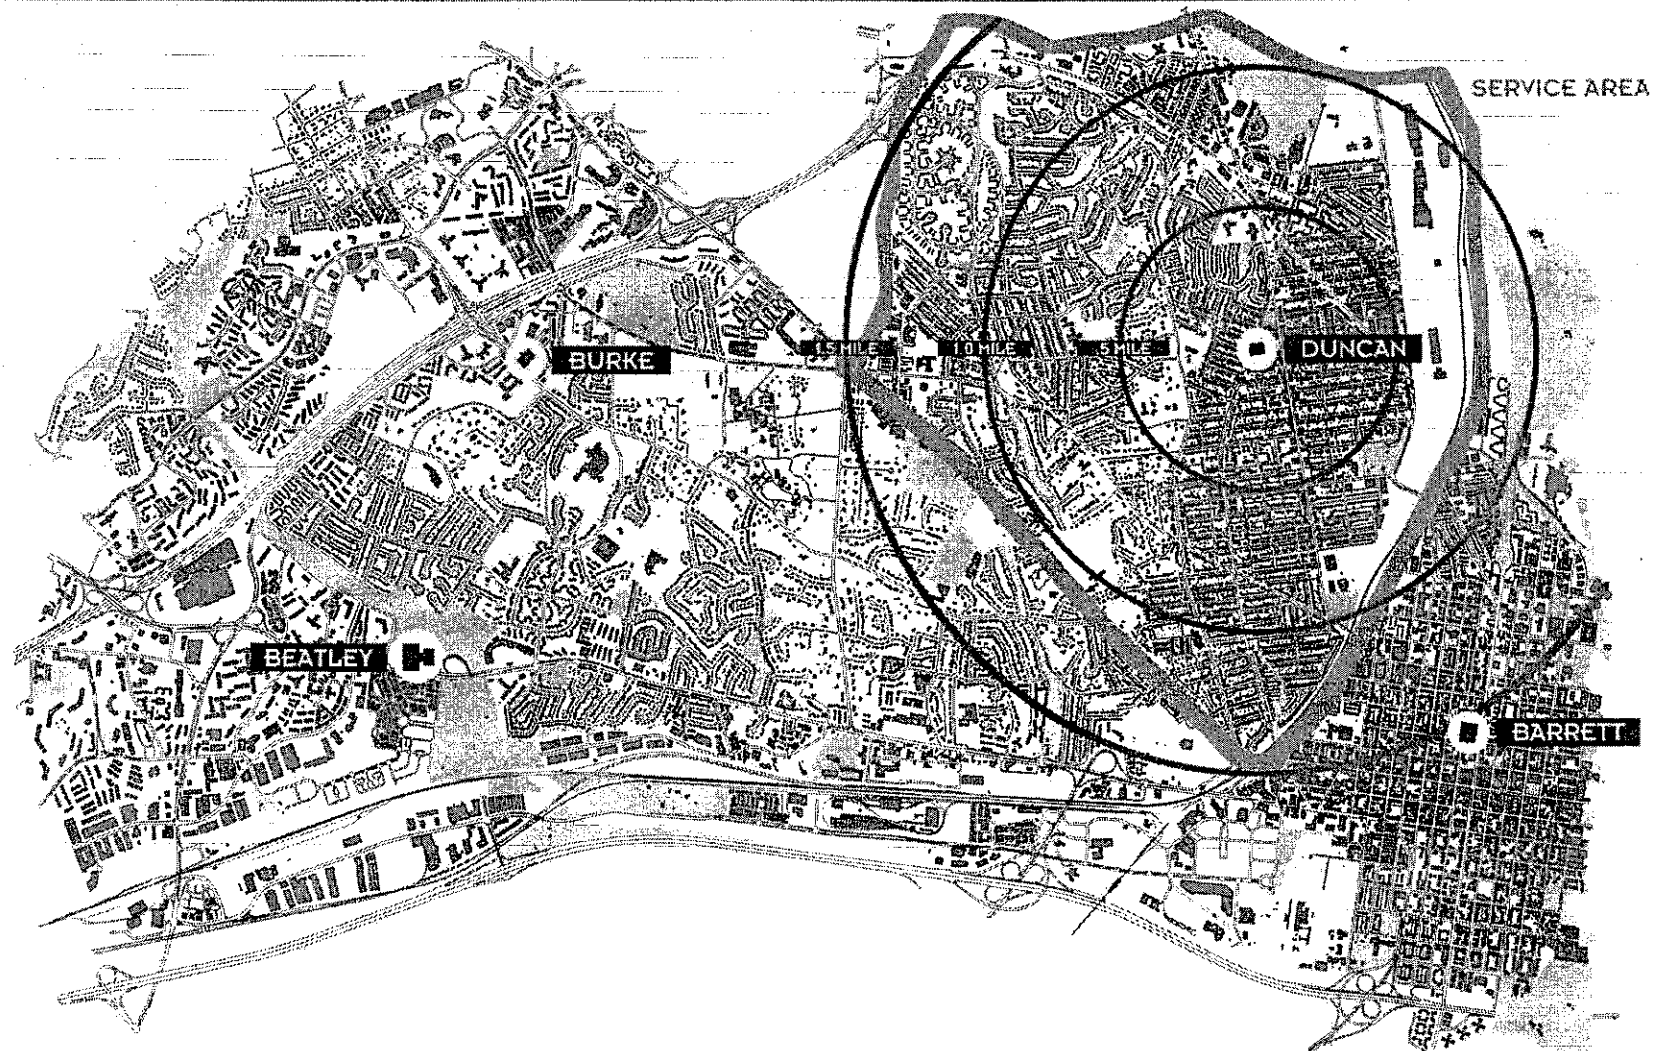 SERVICE AREA
BURKE
1.5 MILE
1.0 MILE
.5 MILE
DUNCAN
BEATLEY
BARRETT